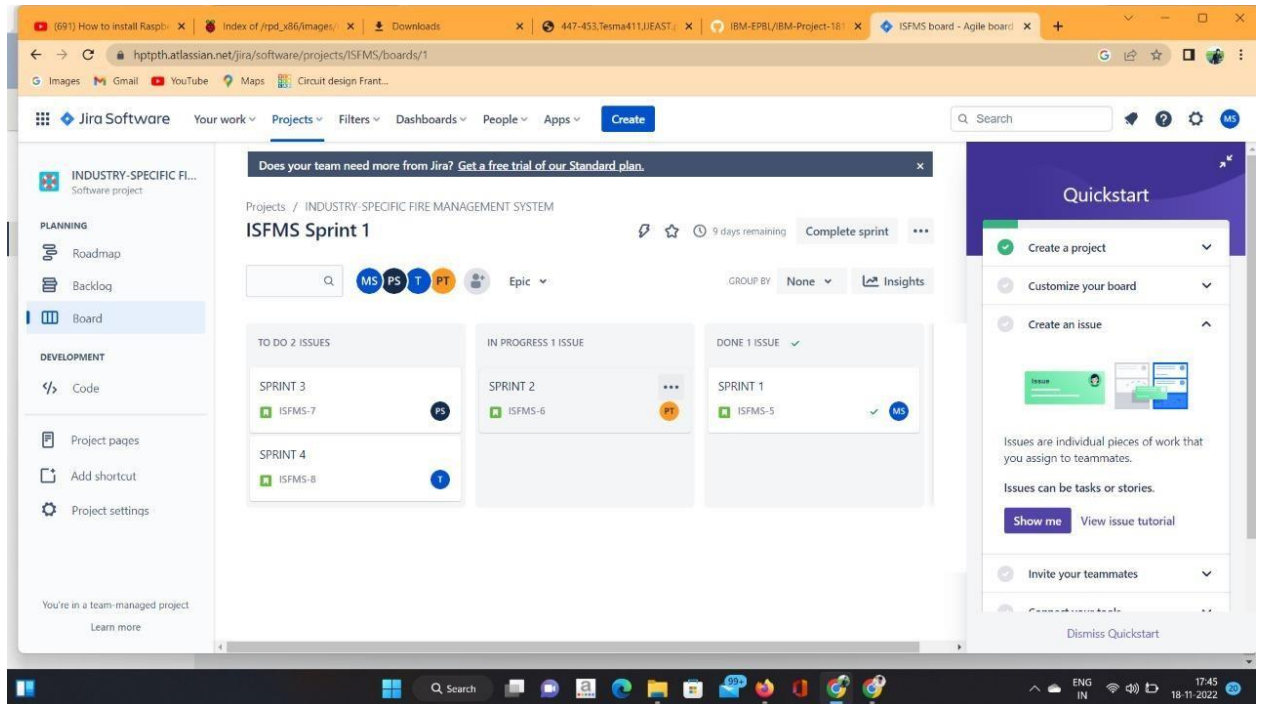 (691) How to install Raspb
Index of /rpd_x86/images/
Downloads
447-453,Tesma411,IJEAST.p
IBM-EPBL/IBM-Project-181
ISFMS board - Agile board
hptpth.atlassian.net/jira/software/projects/ISFMS/boards/1
Images
Gmail
YouTube
Maps
Circuit design Frant...
Jira Software
Your work
Projects
Filters
Dashboards
People
Apps
Create
Search
MS
INDUSTRY-SPECIFIC FI...
Software project
PLANNING
Roadmap
Backlog
Board
DEVELOPMENT
Code
Project pages
Add shortcut
Project settings
You're in a team-managed project
Learn more
Does your team need more from Jira? Get a free trial of our Standard plan.
Projects / INDUSTRY-SPECIFIC FIRE MANAGEMENT SYSTEM
ISFMS Sprint 1
9 days remaining
Complete sprint
MS PS T PT
Epic
GROUP BY None
Insights
TO DO 2 ISSUES
SPRINT 3
ISFMS-7
PS
SPRINT 4
ISFMS-8
T
IN PROGRESS 1 ISSUE
SPRINT 2
ISFMS-6
PT
DONE 1 ISSUE
SPRINT 1
ISFMS-5
MS
Quickstart
Create a project
Customize your board
Create an issue
Issue
Issues are individual pieces of work that
you assign to teammates.
Issues can be tasks or stories.
Show me
View issue tutorial
Invite your teammates
Connect your tools
Dismiss Quickstart
Search
99+
ENG
IN
17:45
18-11-2022
20